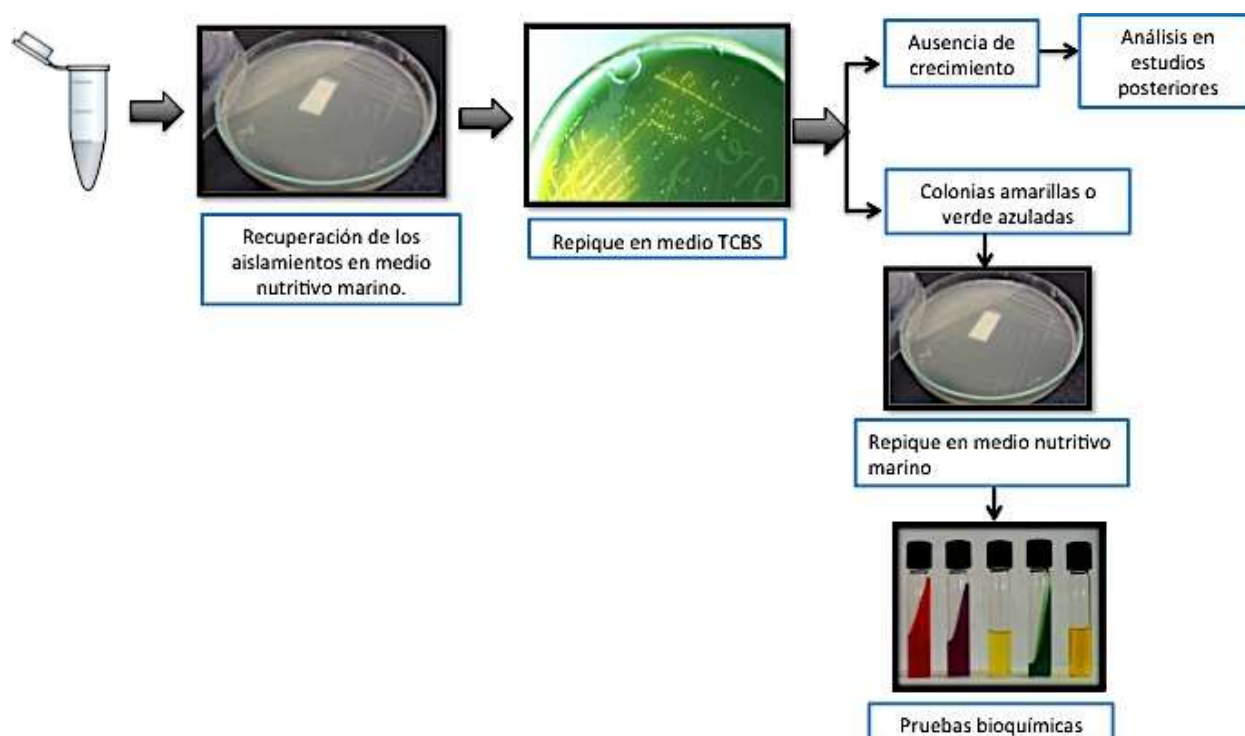 Ausencia de
crecimiento
Análisis en
estudios
posteriores
Recuperación de los
aislamientos en medio
nutritivo marino.
Repique en medio TCBS
Colonias amarillas o
verde azuladas
Repique en medio nutritivo
marino
Pruebas bioquímicas